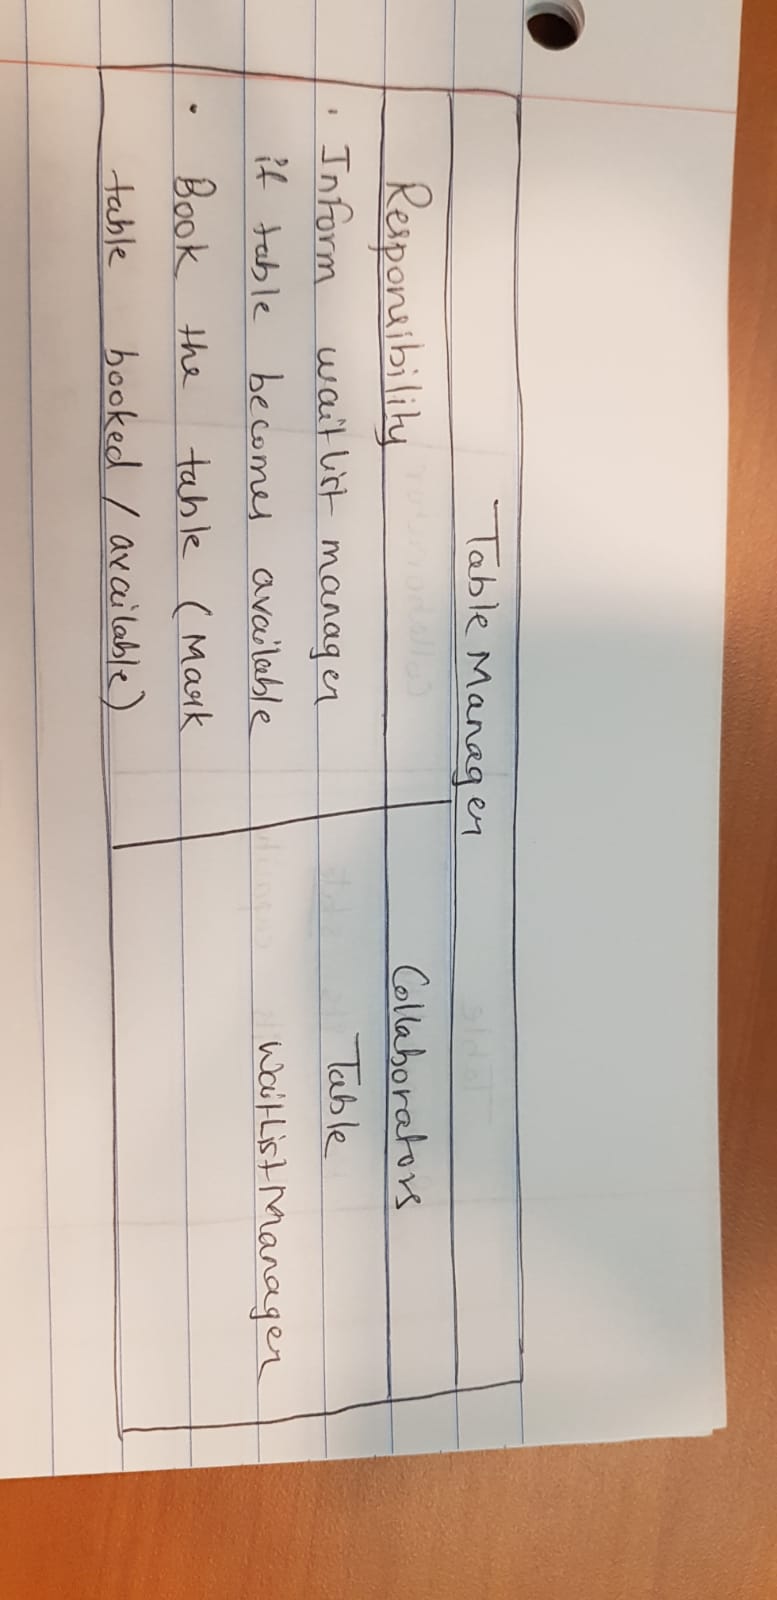 Table Manager
Responsibility
Collaborators
· Inform waitlist manager
if table becomes available
· Book the table (Mark
table booked / available)
Table
WaitListManager